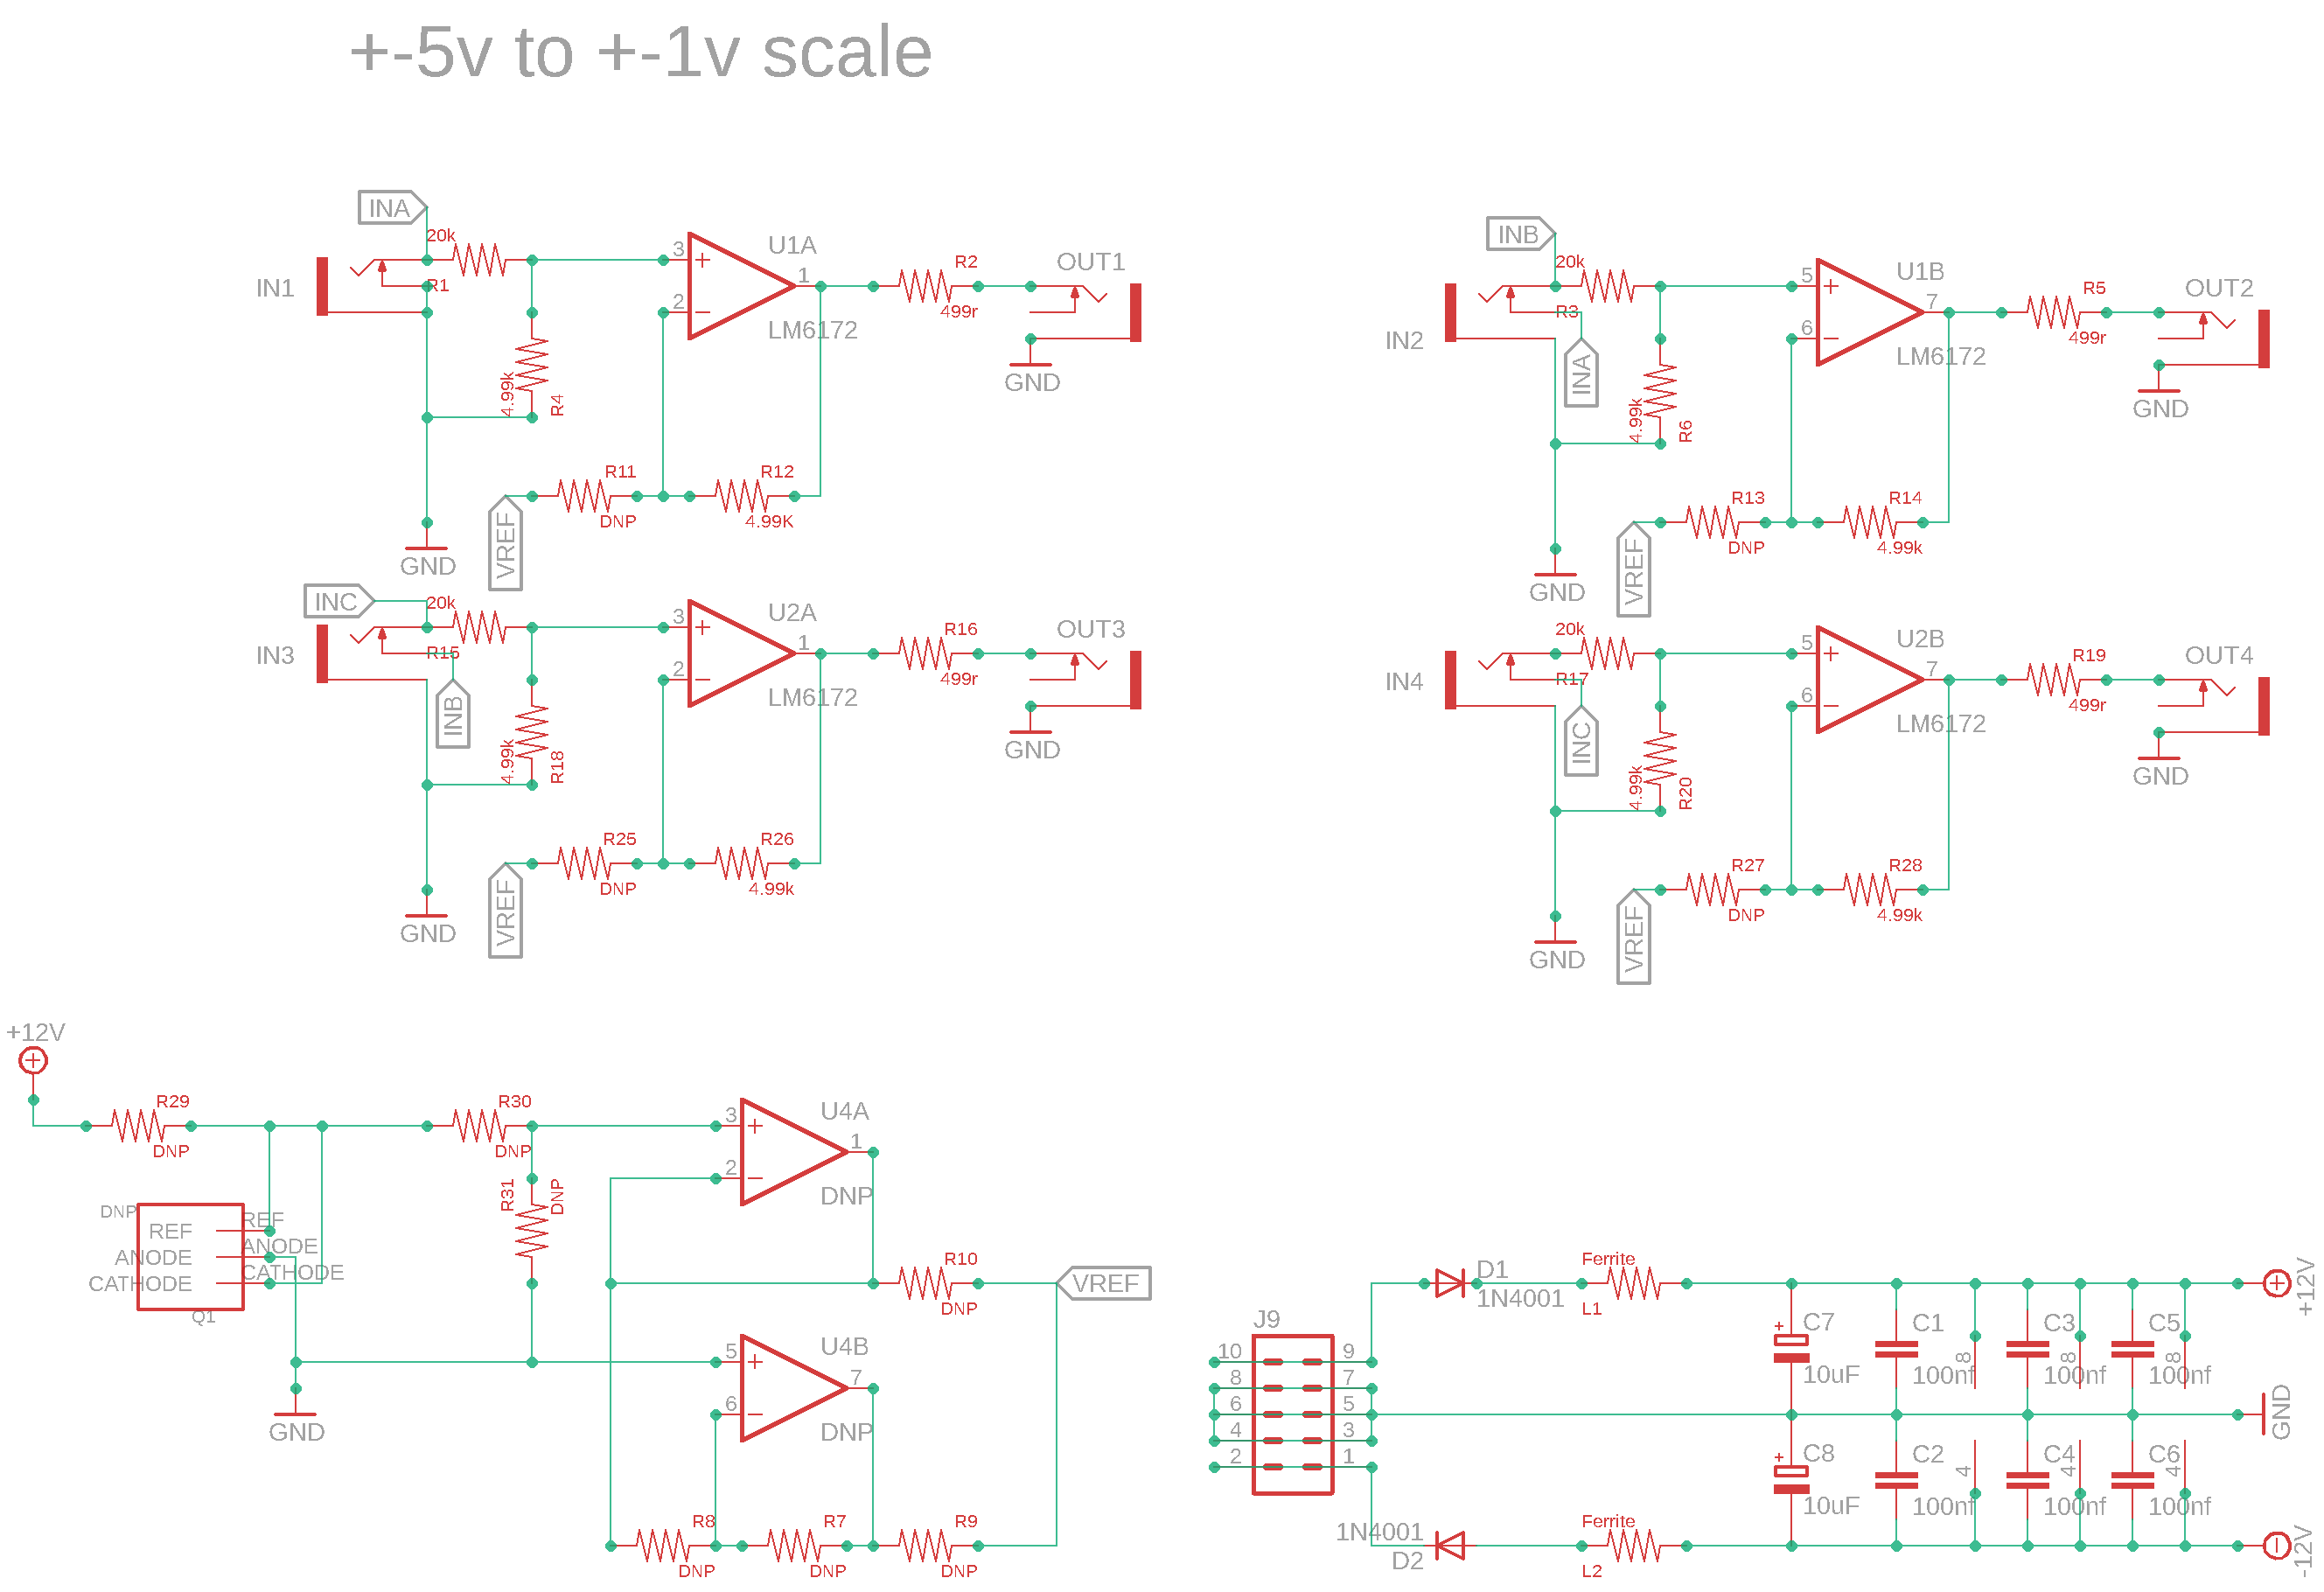 +-5v to +-1v scale
INA
20k
R1
IN1
3
2
1
U1A
LM6172
R2
499r
OUT1
GND
4.99k
R4
R11
DNP
R12
4.99K
VREF
GND
INB
20k
R3
IN2
INA
5
6
7
U1B
LM6172
R5
499r
OUT2
GND
4.99k
R6
R13
DNP
R14
4.99k
VREF
GND
INC
20k
R15
IN3
INB
3
2
1
U2A
LM6172
R16
499r
OUT3
GND
4.99k
R18
R25
DNP
R26
4.99k
VREF
GND
20k
R17
IN4
INC
5
6
7
U2B
LM6172
R19
499r
OUT4
GND
4.99k
R20
R27
DNP
R28
4.99k
VREF
GND
+12V
R29
DNP
R30
DNP
R31
DNP
DNP
REF
ANODE
CATHODE
REF
ANODE
CATHODE
Q1
GND
3
2
1
U4A
DNP
R10
DNP
VREF
5
6
7
U4B
DNP
R8
DNP
R7
DNP
R9
DNP
J9
10
8
6
4
2
9
7
5
3
1
D1
1N4001
1N4001
D2
Ferrite
L1
Ferrite
L2
C7
10uF
C1
100nf
8
C3
100nf
8
C5
100nf
8
C8
10uF
C2
100nf
4
C4
100nf
4
C6
100nf
4
+12V
GND
-12V